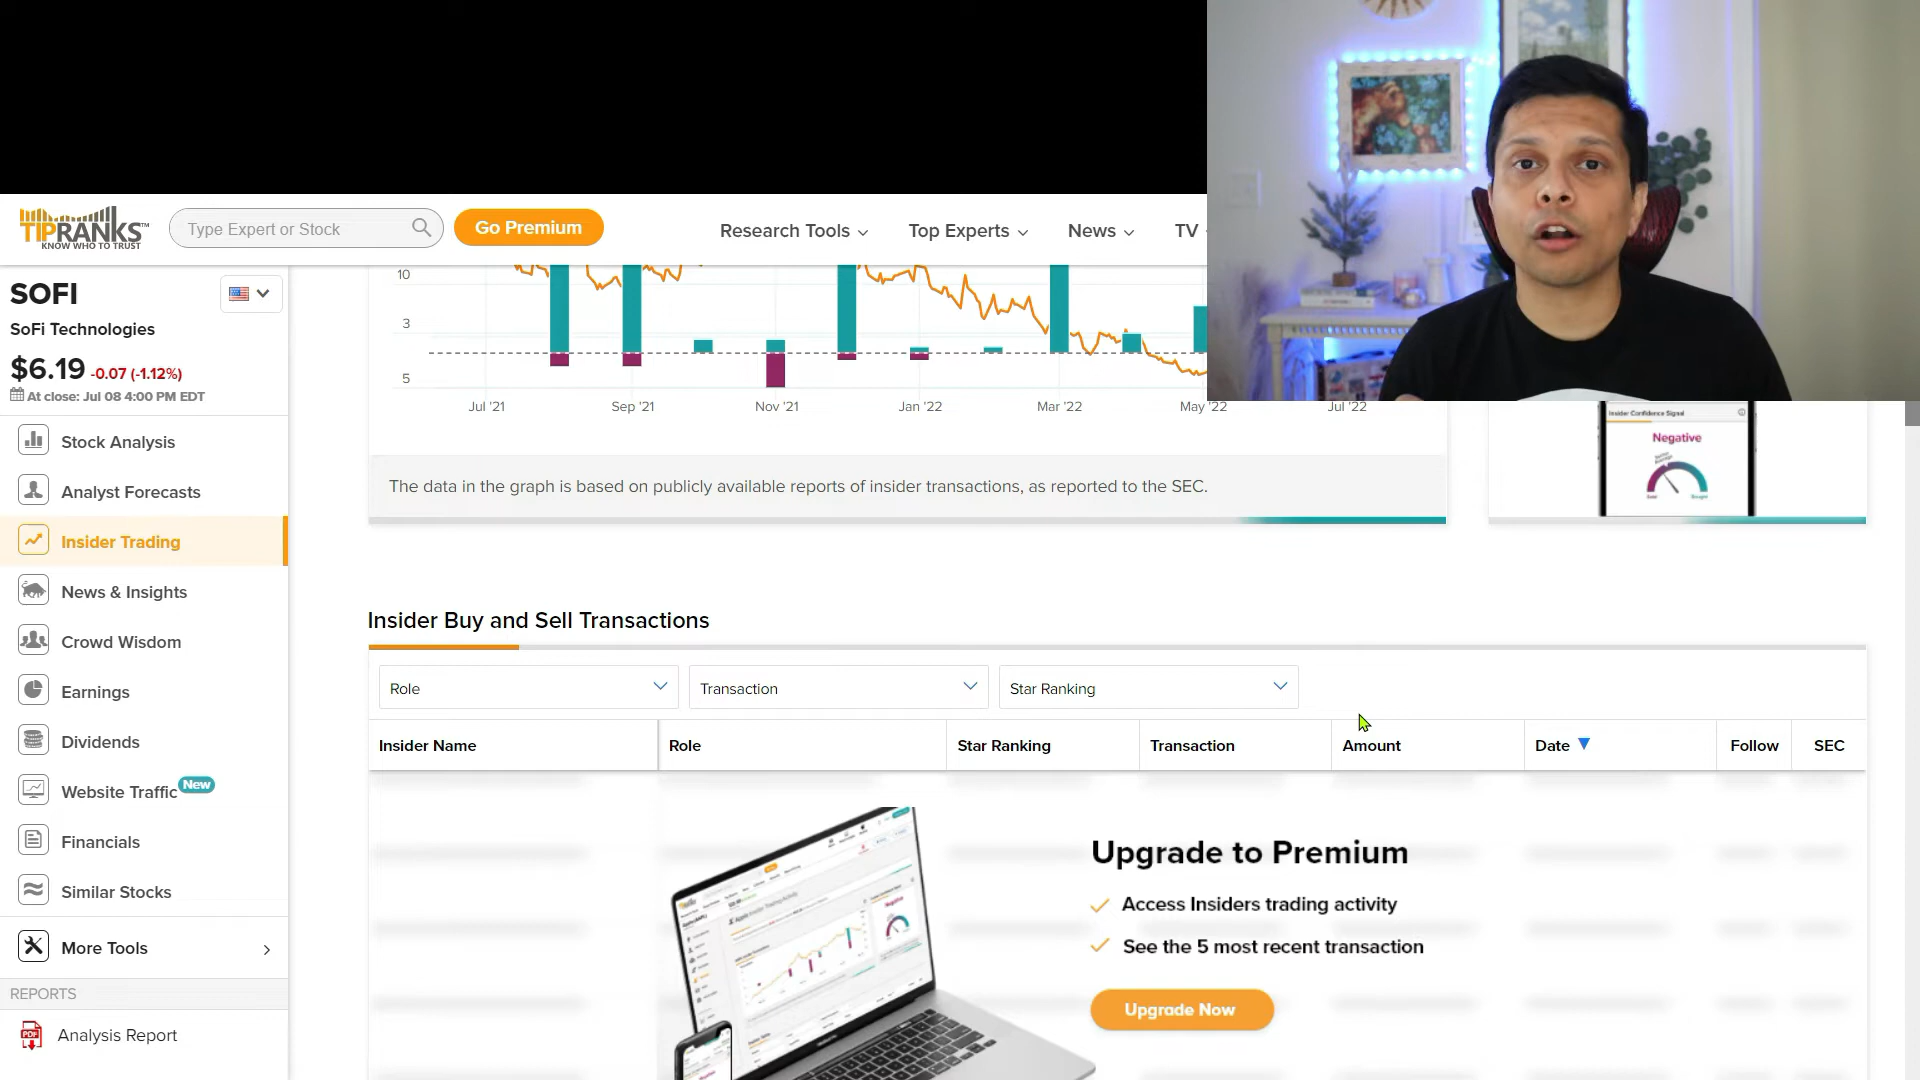 TIPRANKS™
KNOW WHO TO TRUST
Type Expert or Stock
Go Premium
Research Tools
Top Experts
News
TV
SOFI
SoFi Technologies
$6.19 -0.07 (-1.12%)
At close: Jul 08 4:00 PM EDT
Stock Analysis
Analyst Forecasts
Insider Trading
News & Insights
Crowd Wisdom
Earnings
Dividends
Website Traffic New
Financials
Similar Stocks
More Tools
REPORTS
PDF
Analysis Report
10
3
5
Jul '21 Sep '21 Nov '21 Jan '22 Mar '22 May '22 Jul '22
The data in the graph is based on publicly available reports of insider transactions, as reported to the SEC.
Insider Confidence Signal
Negative
Insider Buy and Sell Transactions
Role
Transaction
Star Ranking
Insider Name Role Star Ranking Transaction Amount Date Follow SEC
Upgrade to Premium
Access Insiders trading activity
See the 5 most recent transaction
Upgrade Now